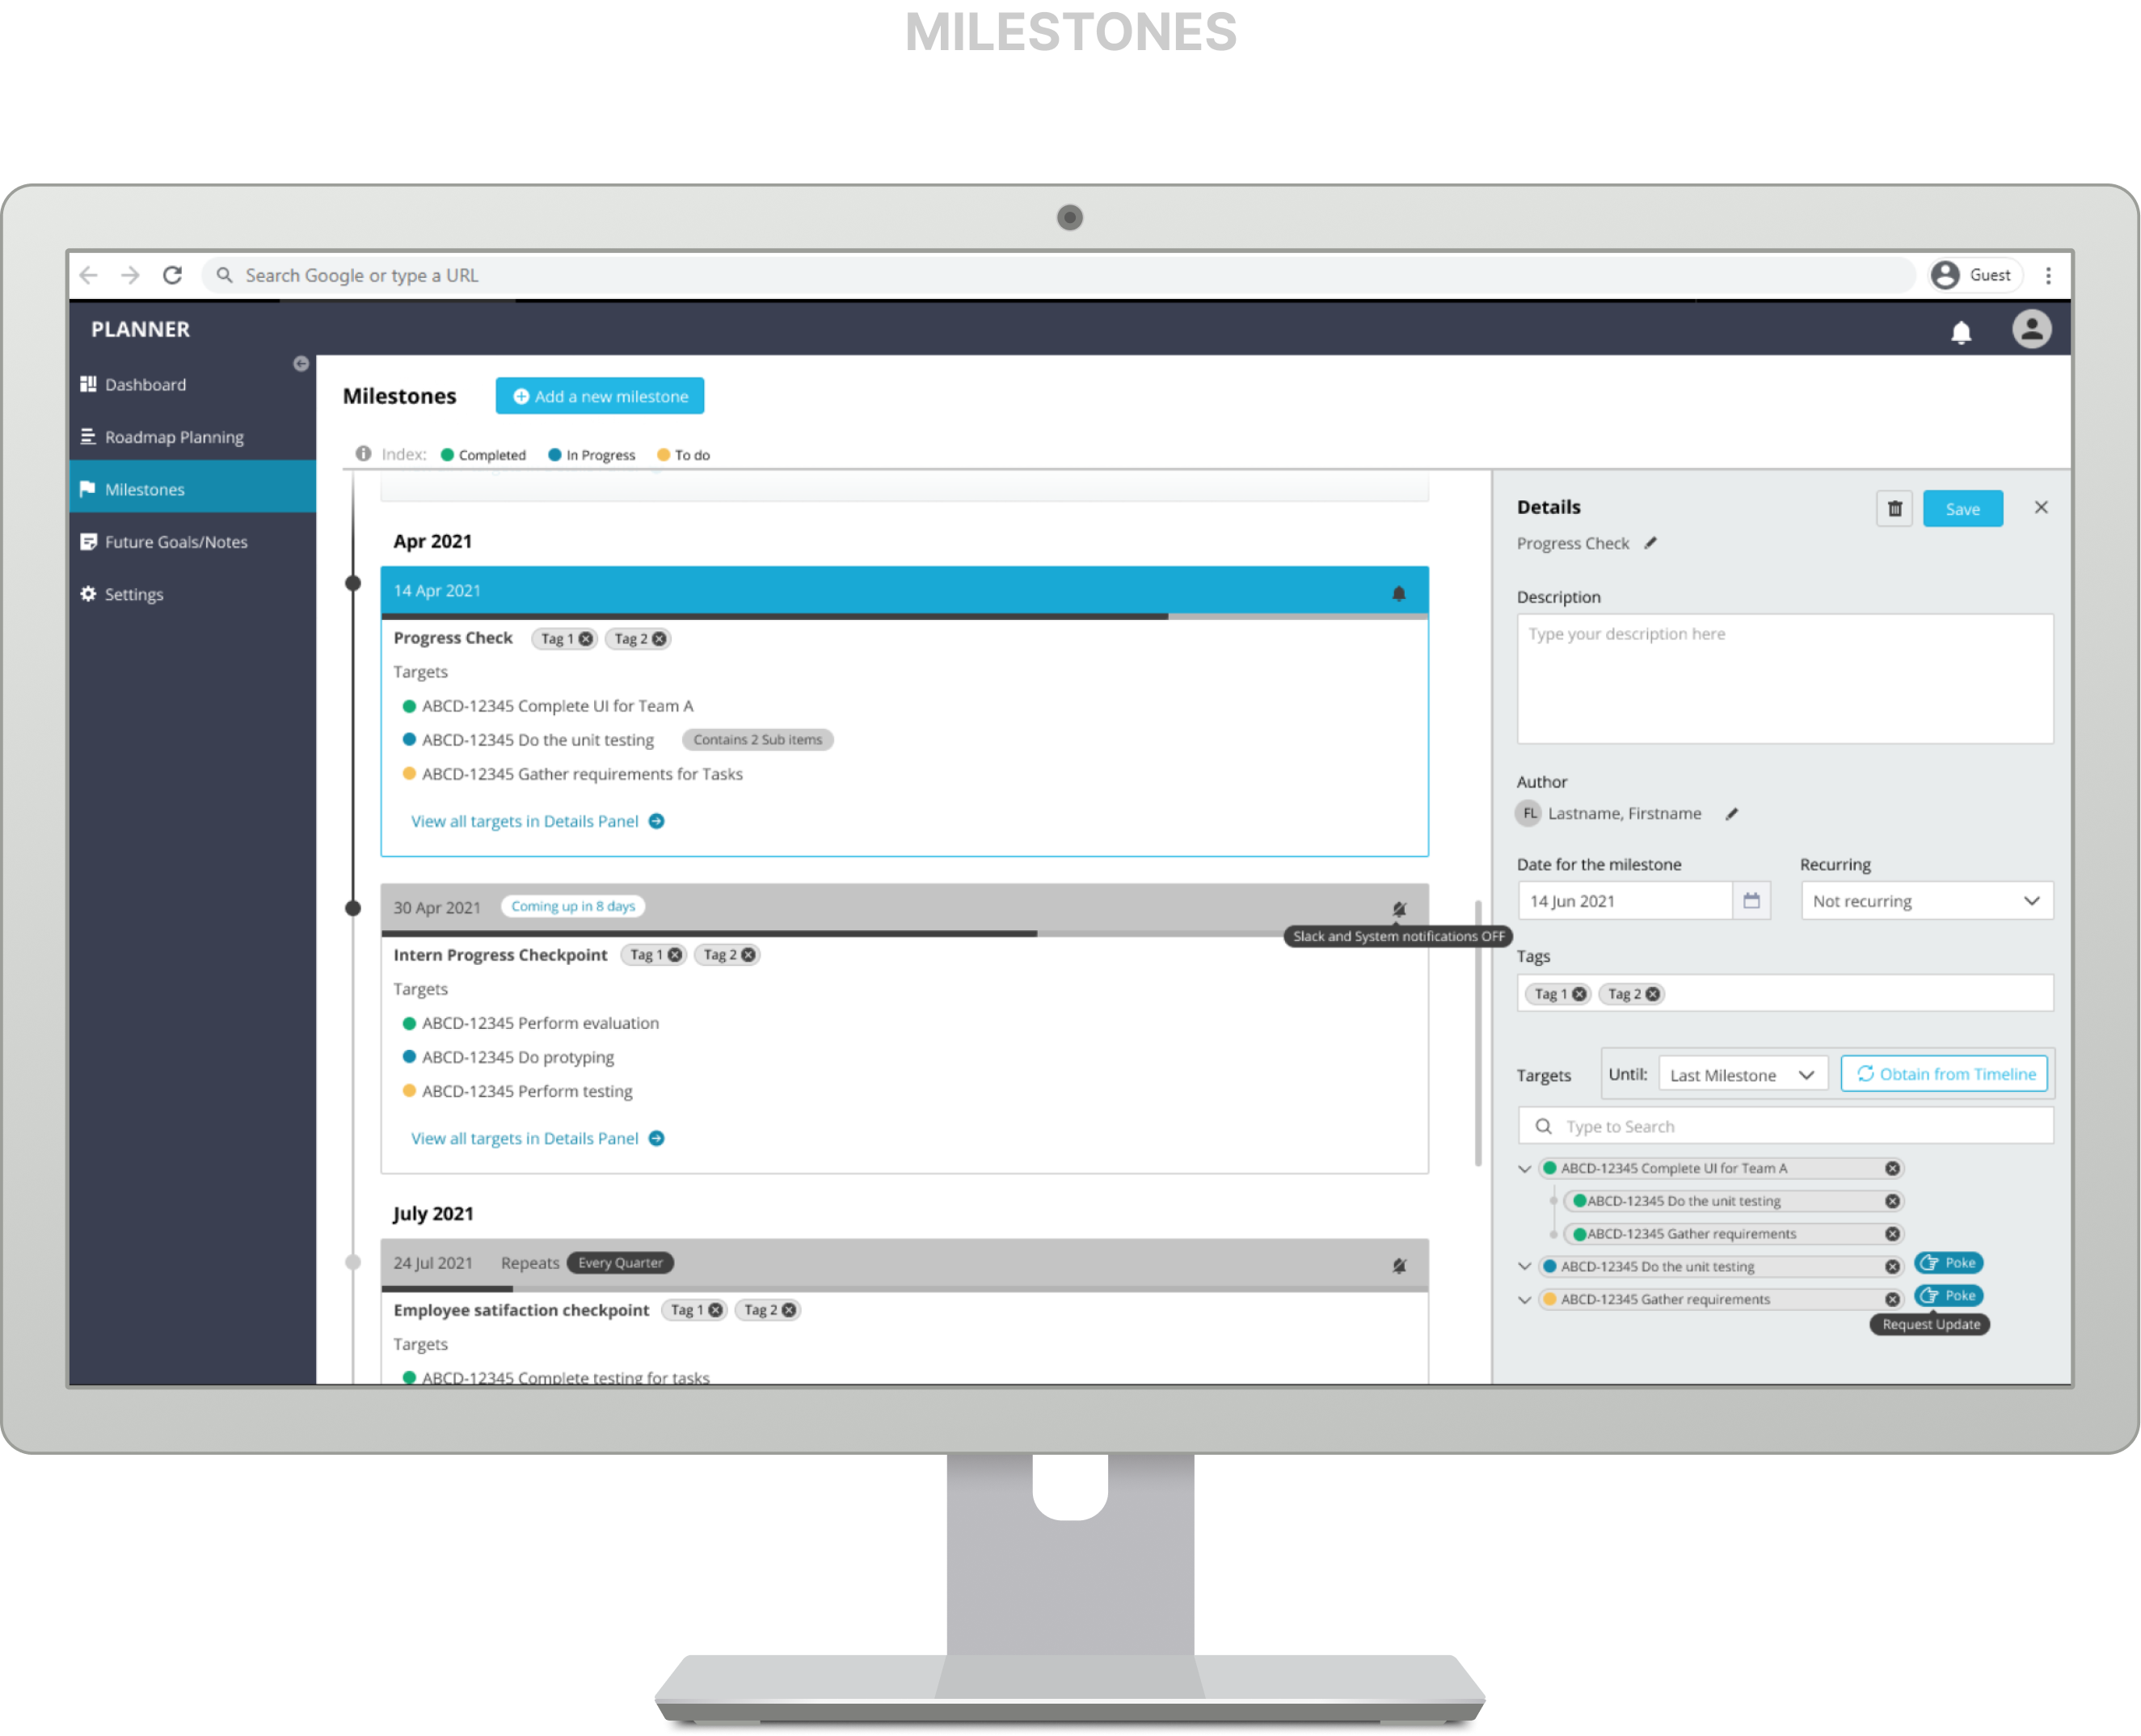 MILESTONES
Search Google or type a URL
Guest
PLANNER
Dashboard
Roadmap Planning
Milestones
Future Goals/Notes
Settings
Milestones
Add a new milestone
Index: Completed In Progress To do
Apr 2021
14 Apr 2021
Progress Check Tag 1 Tag 2
Targets
ABCD-12345 Complete UI for Team A
ABCD-12345 Do the unit testing Contains 2 Sub items
ABCD-12345 Gather requirements for Tasks
View all targets in Details Panel
30 Apr 2021 Coming up in 8 days
Slack and System notifications OFF
Intern Progress Checkpoint Tag 1 Tag 2
Targets
ABCD-12345 Perform evaluation
ABCD-12345 Do protyping
ABCD-12345 Perform testing
View all targets in Details Panel
July 2021
24 Jul 2021 Repeats Every Quarter
Employee satifaction checkpoint Tag 1 Tag 2
Targets
ABCD-12345 Complete testing for tasks
Details
Save
Progress Check
Description
Type your description here
Author
FL Lastname, Firstname
Date for the milestone Recurring
14 Jun 2021 Not recurring
Tags
Tag 1 Tag 2
Targets Until: Last Milestone Obtain from Timeline
Type to Search
ABCD-12345 Complete UI for Team A
ABCD-12345 Do the unit testing
ABCD-12345 Gather requirements
ABCD-12345 Do the unit testing Poke
ABCD-12345 Gather requirements Poke
Request Update